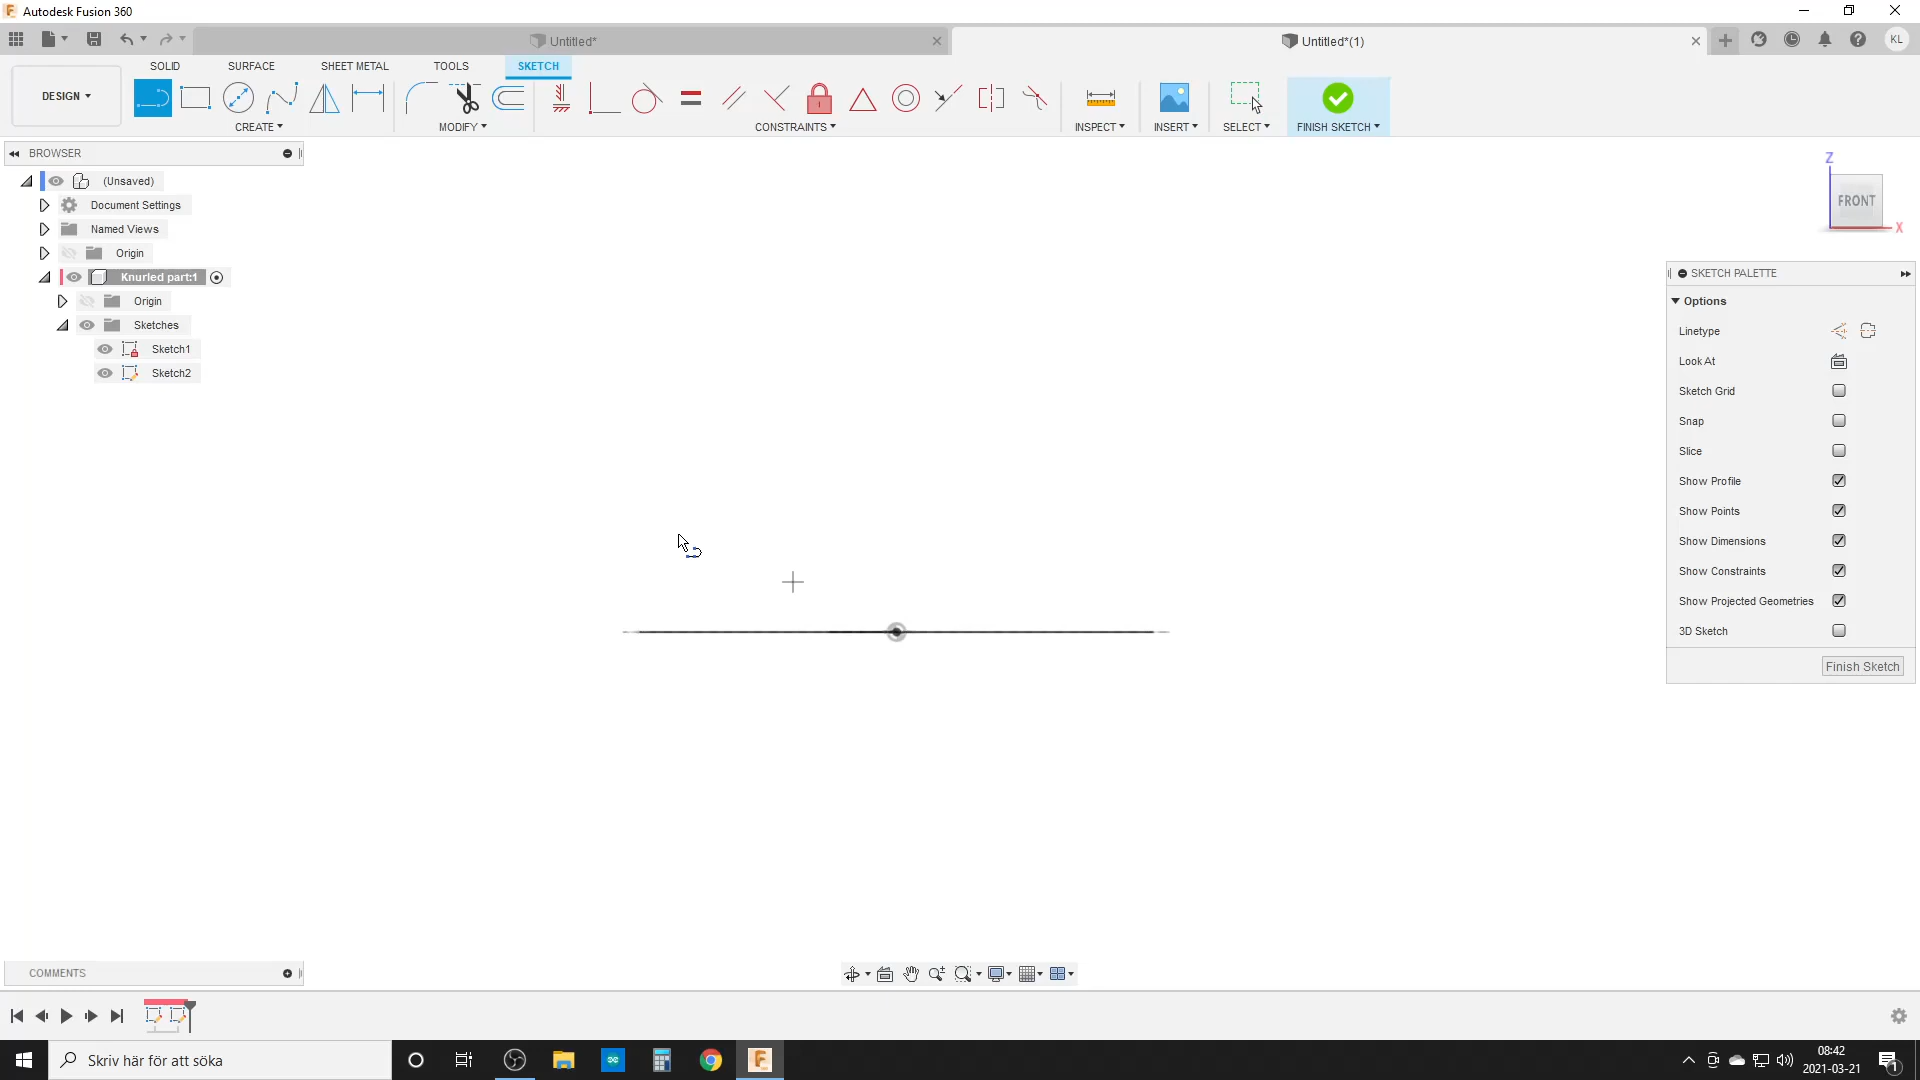 Autodesk Fusion 360
Untitled*
Untitled*(1)
KL
SOLID
SURFACE
SHEET METAL
TOOLS
SKETCH
DESIGN
CREATE
MODIFY
CONSTRAINTS
INSPECT
INSERT
SELECT
FINISH SKETCH
BROWSER
(Unsaved)
Document Settings
Named Views
Origin
Knurled part:1
Origin
Sketches
Sketch1
Sketch2
Z
FRONT
X
SKETCH PALETTE
Options
Linetype
Look At
Sketch Grid
Snap
Slice
Show Profile
Show Points
Show Dimensions
Show Constraints
Show Projected Geometries
3D Sketch
Finish Sketch
COMMENTS
Skriv här för att söka
08:42
2021-03-21
1